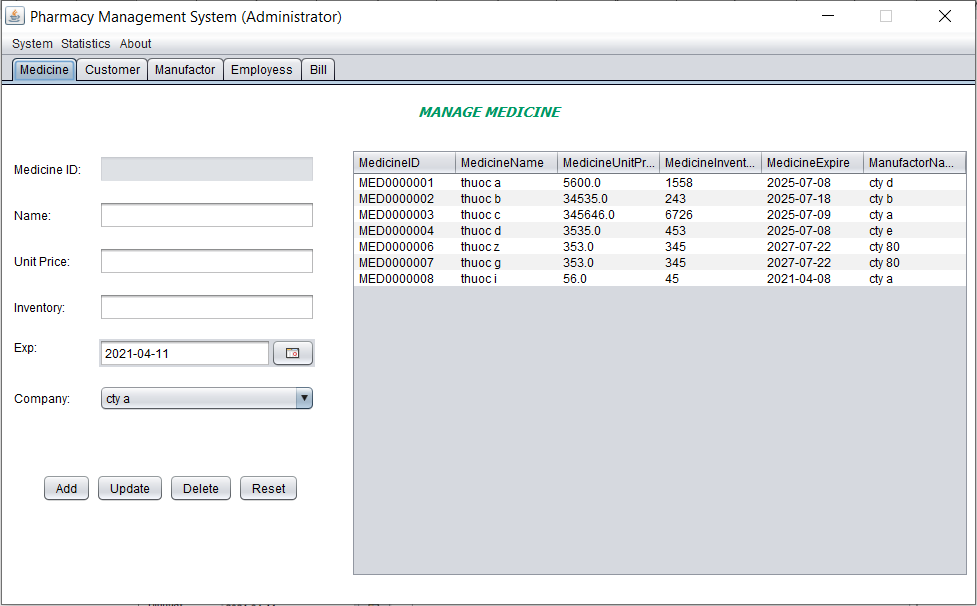 Pharmacy Management System (Administrator)
System Statistics About
Medicine Customer Manufactor Employess Bill
MANAGE MEDICINE
Medicine ID:
Name:
Unit Price:
Inventory:
Exp: 2021-04-11
Company: cty a
Add Update Delete Reset
MedicineID MedicineName MedicineUnitPr... MedicineInvent... MedicineExpire ManufactorNa...
MED0000001 thuoc a 5600.0 1558 2025-07-08 cty d
MED0000002 thuoc b 34535.0 243 2025-07-18 cty b
MED0000003 thuoc c 345646.0 6726 2025-07-09 cty a
MED0000004 thuoc d 3535.0 453 2025-07-08 cty e
MED0000006 thuoc z 353.0 345 2027-07-22 cty 80
MED0000007 thuoc g 353.0 345 2027-07-22 cty 80
MED0000008 thuoc i 56.0 45 2021-04-08 cty a